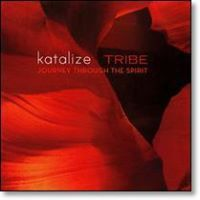 katalize TRIBE
JOURNEY THROUGH THE SPIRIT